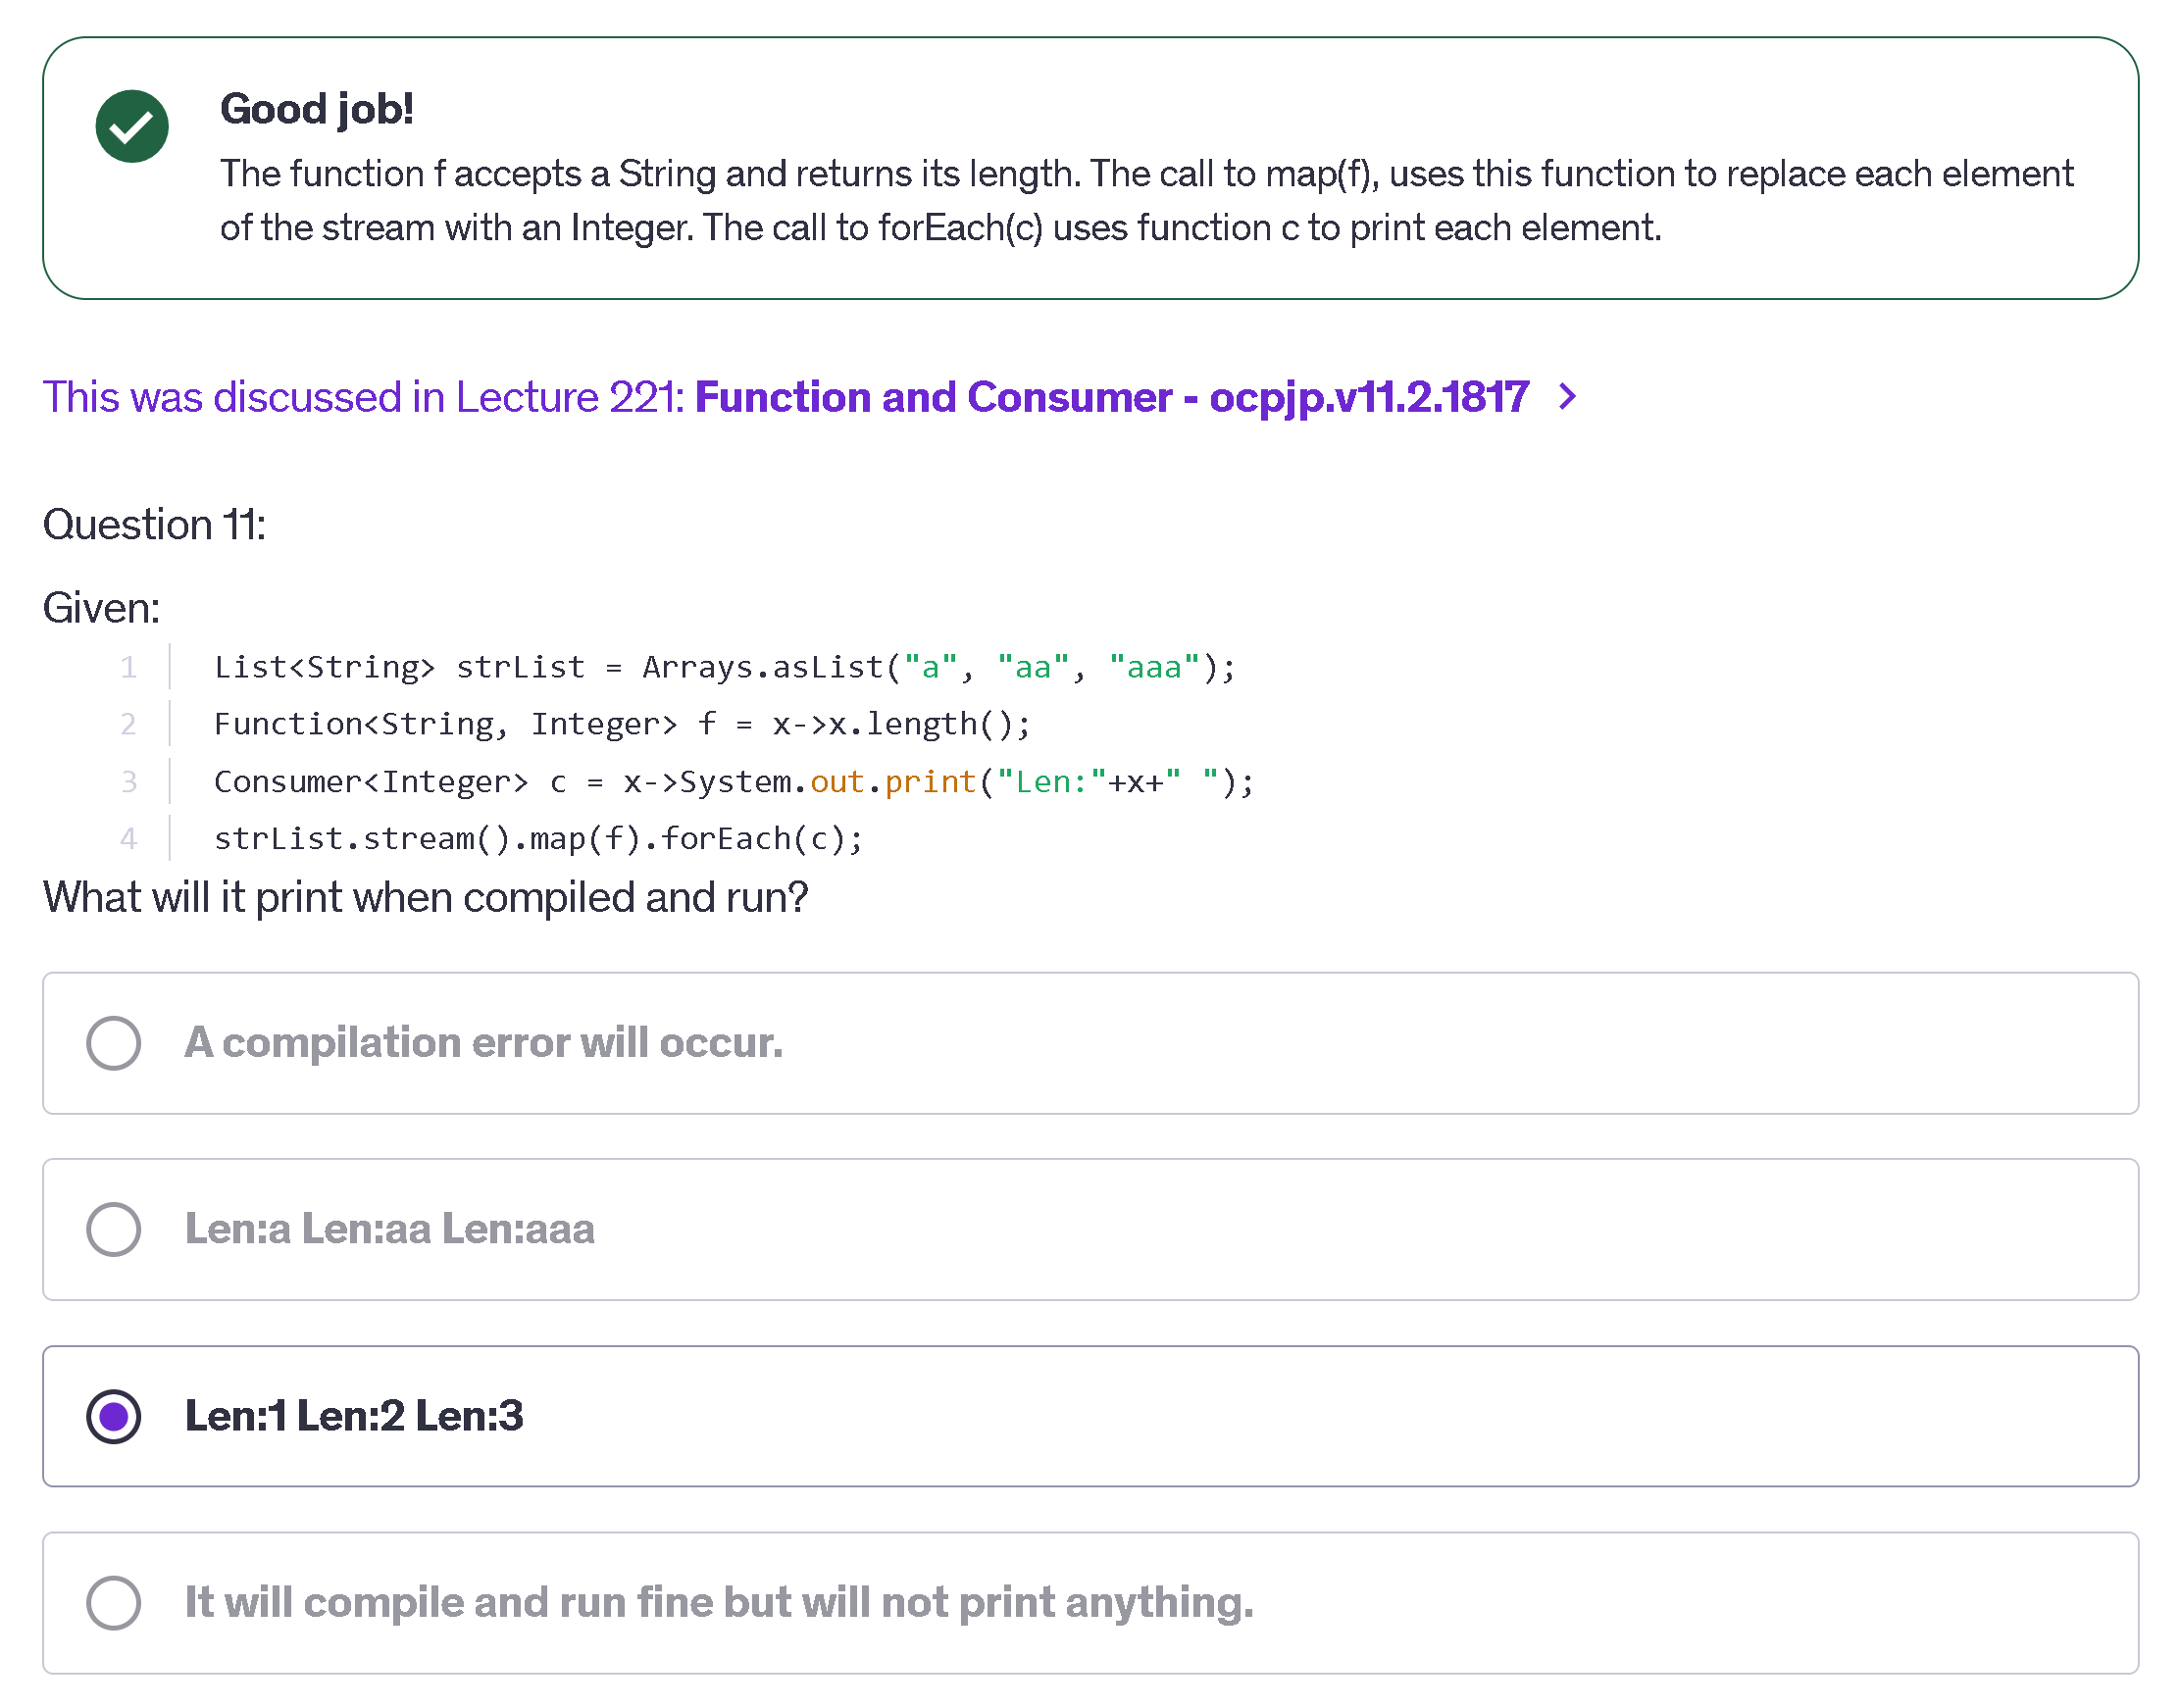 Good job!
The function f accepts a String and returns its length. The call to map(f), uses this function to replace each element
of the stream with an Integer. The call to forEach(c) uses function c to print each element.
This was discussed in Lecture 221: Function and Consumer - ocpjp.v11.2.1817 >
Question 11:
Given:
1 List<String> strList = Arrays.asList("a", "aa", "aaa");
2 Function<String, Integer> f = x->x.length();
3 Consumer<Integer> c = x->System.out.print("Len:"+x+" ");
4 strList.stream().map(f).forEach(c);
What will it print when compiled and run?
A compilation error will occur.
Len:a Len:aa Len:aaa
Len:1 Len:2 Len:3
It will compile and run fine but will not print anything.